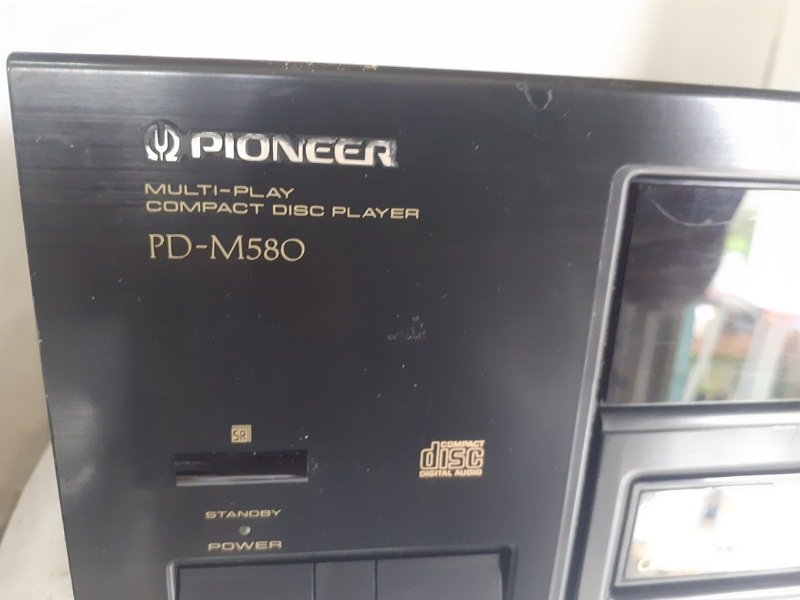 PIONEER
MULTI-PLAY
COMPACT DISC PLAYER
PD-M580
SR
COMPACT
disc
DIGITAL AUDIO
STANDBY
POWER